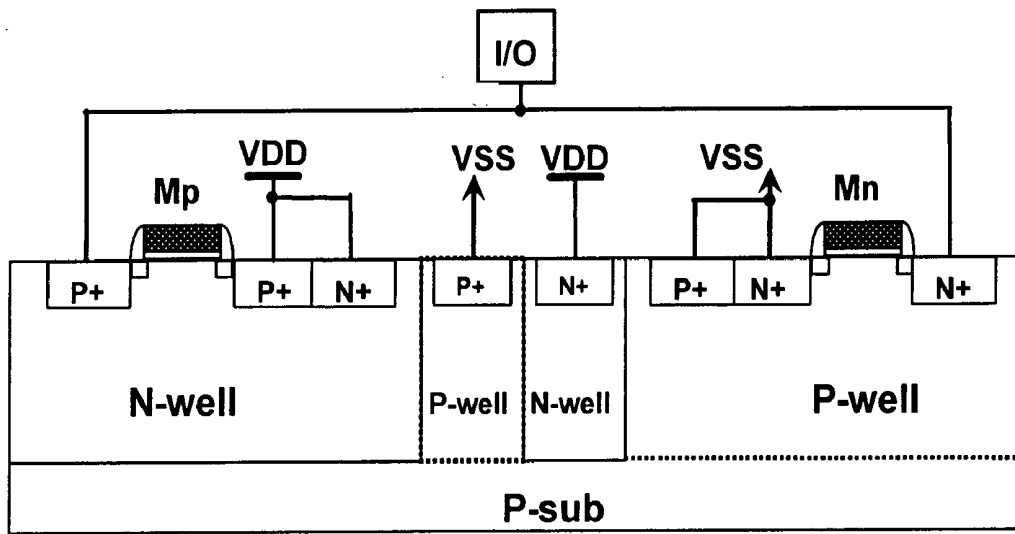 I/O
VDD VSS VDD VSS
Mp Mn
P+ P+ N+ P+ N+ P+ N+ N+
N-well P-well N-well P-well
P-sub